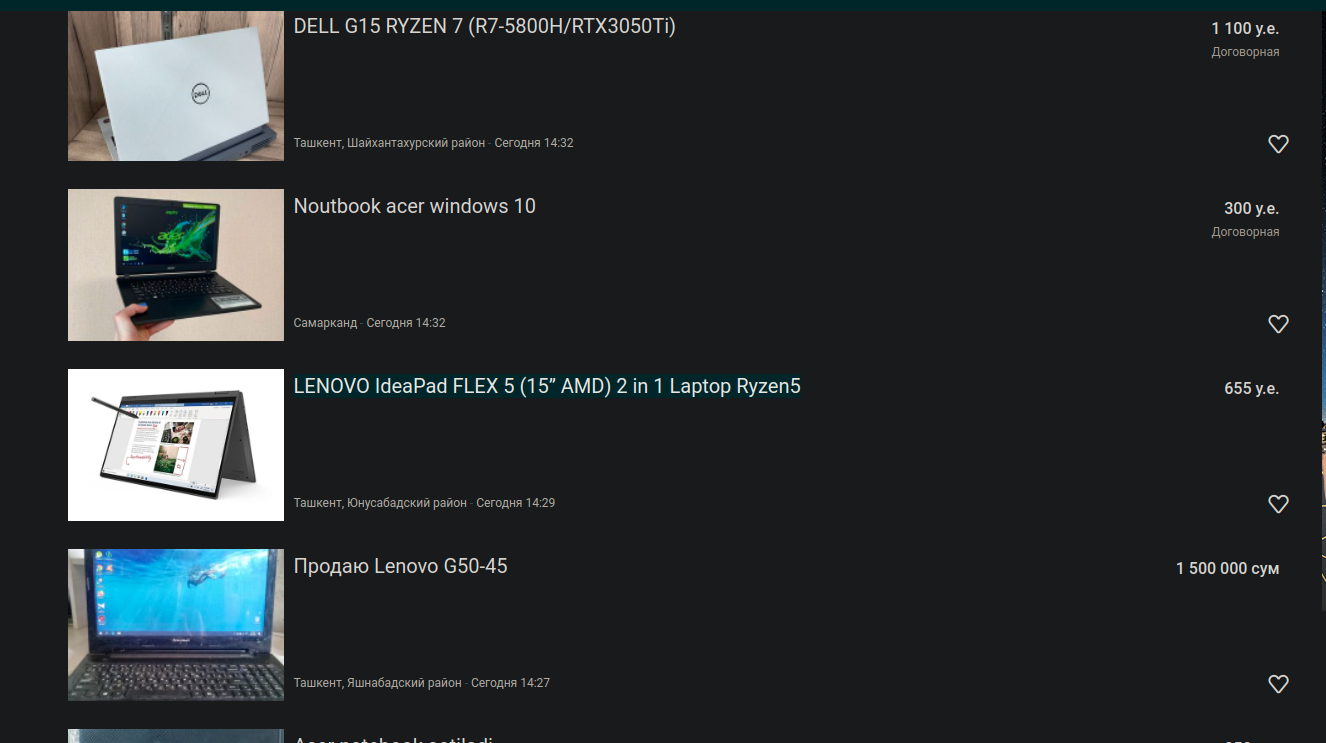 DELL G15 RYZEN 7 (R7-5800H/RTX3050Ti)
1 100 у.е.
Договорная
DELL
Ташкент, Шайхантахурский район - Сегодня 14:32
Noutbook acer windows 10
300 у.е.
Договорная
acer
Самарканд - Сегодня 14:32
LENOVO IdeaPad FLEX 5 (15” AMD) 2 in 1 Laptop Ryzen5
655 у.е.
Ташкент, Юнусабадский район - Сегодня 14:29
Продаю Lenovo G50-45
1 500 000 сум
Ташкент, Яшнабадский район - Сегодня 14:27